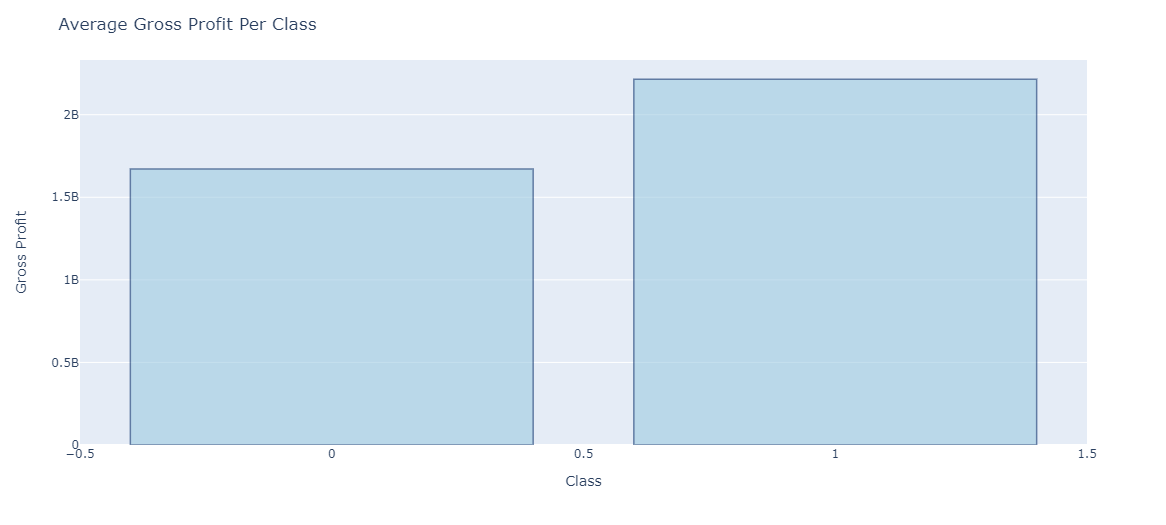 Average Gross Profit Per Class
Gross Profit
2B
1.5B
1B
0.5B
0
−0.5
0
0.5
1
1.5
Class